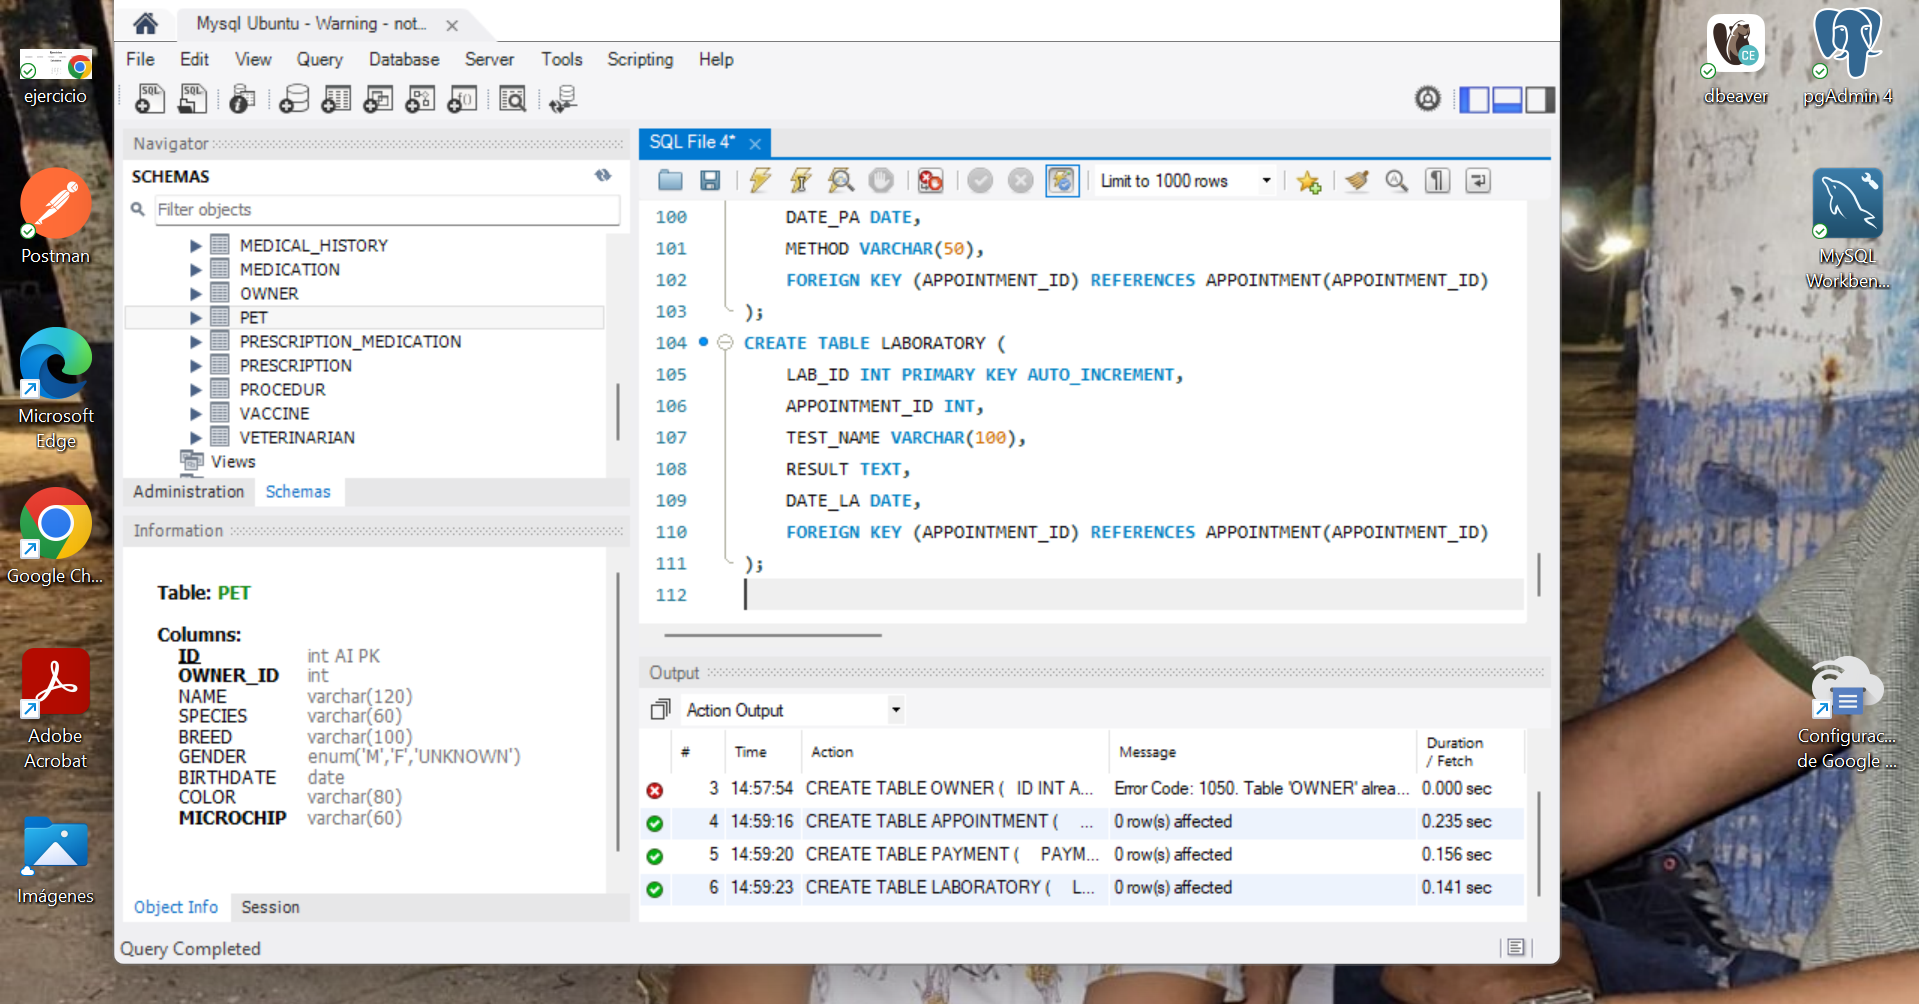 Mysql Ubuntu - Warning - not...
File Edit View Query Database Server Tools Scripting Help
Navigator
SCHEMAS
Filter objects
MEDICAL_HISTORY
MEDICATION
OWNER
PET
PRESCRIPTION_MEDICATION
PRESCRIPTION
PROCEDUR
VACCINE
VETERINARIAN
Views
Administration Schemas
Information
Table: PET
Columns:
ID int AI PK
OWNER_ID int
NAME varchar(120)
SPECIES varchar(60)
BREED varchar(100)
GENDER enum('M','F','UNKNOWN')
BIRTHDATE date
COLOR varchar(80)
MICROCHIP varchar(60)
Object Info Session
Query Completed
SQL File 4*
Limit to 1000 rows
100 DATE_PA DATE,
101 METHOD VARCHAR(50),
102 FOREIGN KEY (APPOINTMENT_ID) REFERENCES APPOINTMENT(APPOINTMENT_ID)
103 );
104 CREATE TABLE LABORATORY (
105 LAB_ID INT PRIMARY KEY AUTO_INCREMENT,
106 APPOINTMENT_ID INT,
107 TEST_NAME VARCHAR(100),
108 RESULT TEXT,
109 DATE_LA DATE,
110 FOREIGN KEY (APPOINTMENT_ID) REFERENCES APPOINTMENT(APPOINTMENT_ID)
111 );
112
Output
Action Output
# Time Action Message Duration / Fetch
3 14:57:54 CREATE TABLE OWNER ( ID INT A... Error Code: 1050. Table 'OWNER' alrea... 0.000 sec
4 14:59:16 CREATE TABLE APPOINTMENT ( ... 0 row(s) affected 0.235 sec
5 14:59:20 CREATE TABLE PAYMENT ( PAYM... 0 row(s) affected 0.156 sec
6 14:59:23 CREATE TABLE LABORATORY ( L... 0 row(s) affected 0.141 sec
ejercicio
Postman
Microsoft
Edge
Google Ch...
Adobe
Acrobat
Imágenes
dbeaver
pgAdmin 4
MySQL
Workben...
Configurac...
de Google ...
SQL
SQL
CE